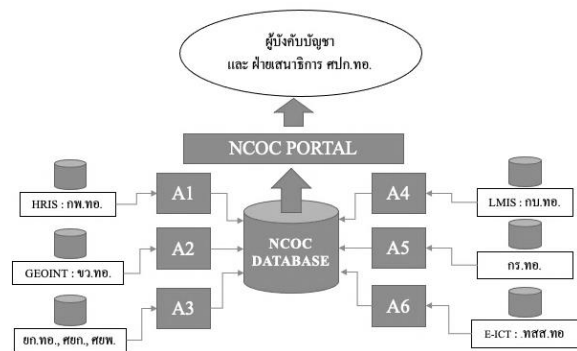 ผู้บังคับบัญชา
และ ฝ่ายเสนาธิการ ศปก.ทอ.
NCOC PORTAL
A1
A4
HRIS : กพ.ทอ.
LMIS : กบ.ทอ.
NCOC
DATABASE
A2
A5
GEOINT : ขว.ทอ.
กร.ทอ.
A3
A6
ยก.ทอ., ศยก., ศยพ.
E-ICT : .ทสส.ทอ